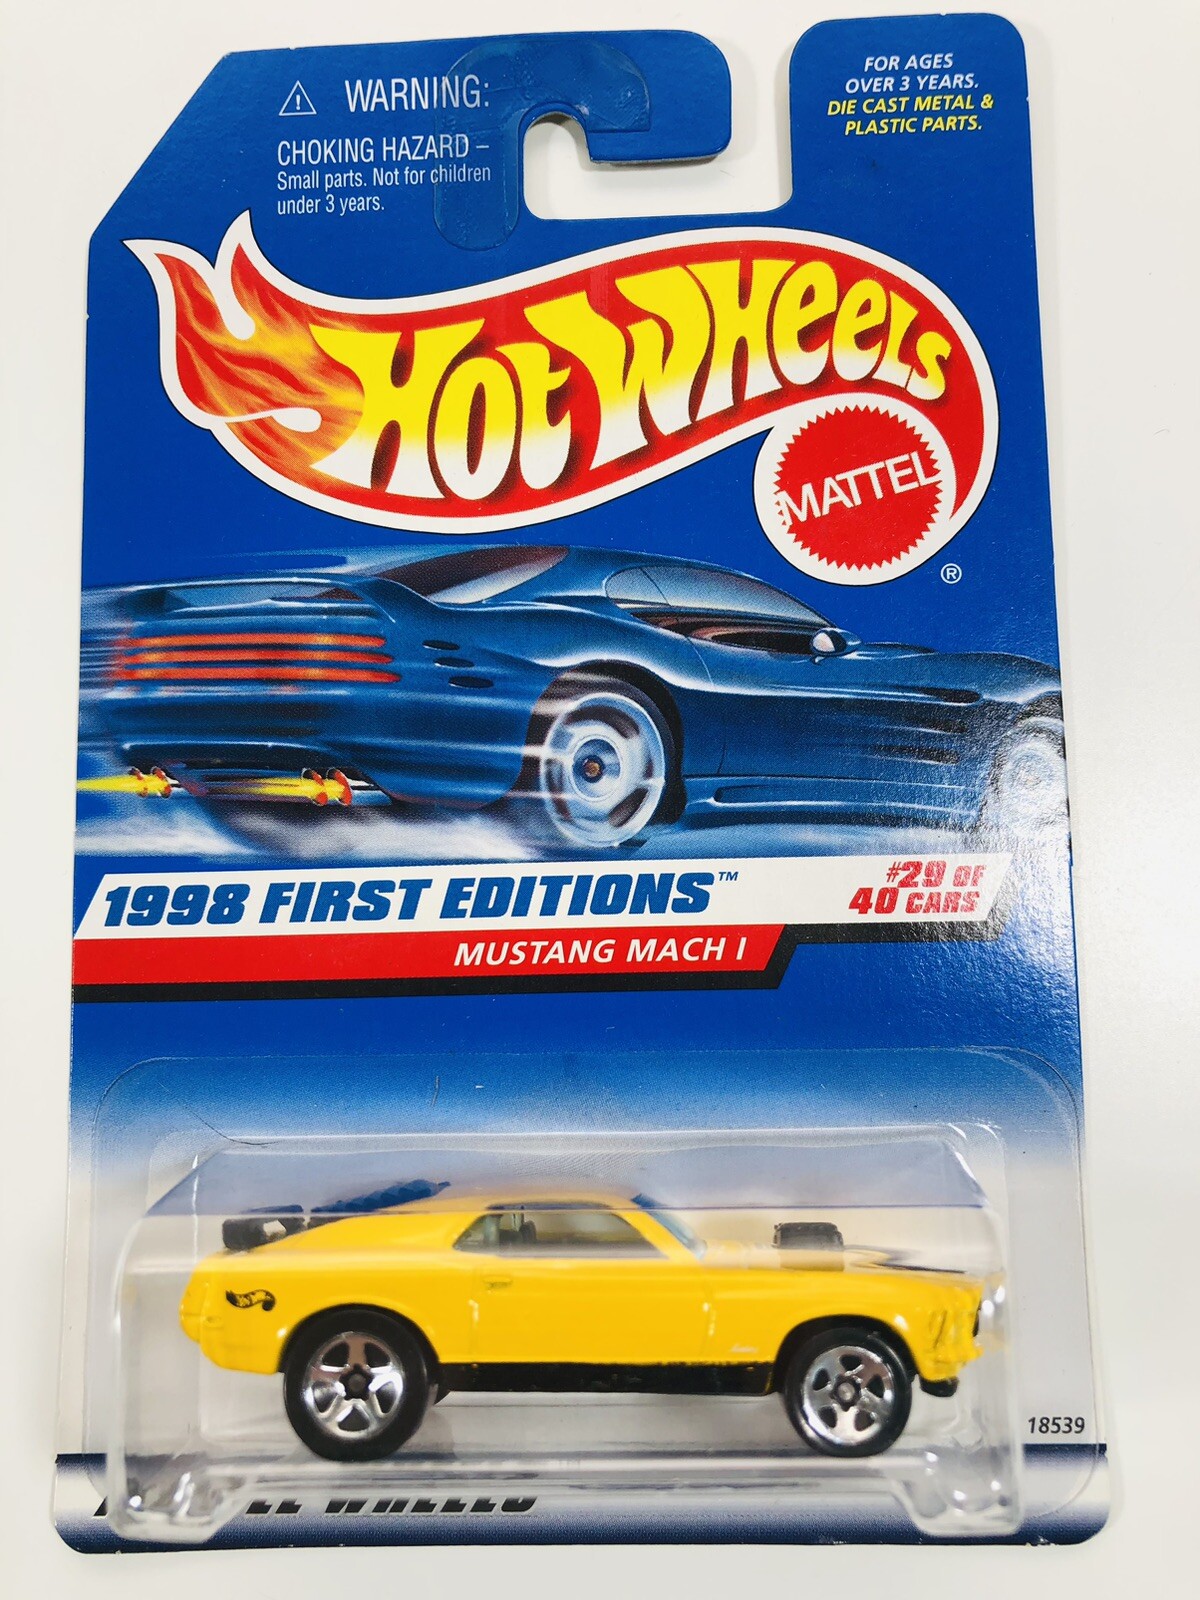 WARNING:
CHOKING HAZARD –
Small parts. Not for children
under 3 years.
FOR AGES
OVER 3 YEARS.
DIE CAST METAL &
PLASTIC PARTS.
Hot Wheels
MATTEL
®
1998 FIRST EDITIONS™
#29 OF
40 CARS
MUSTANG MACH I
18539
WHEELS